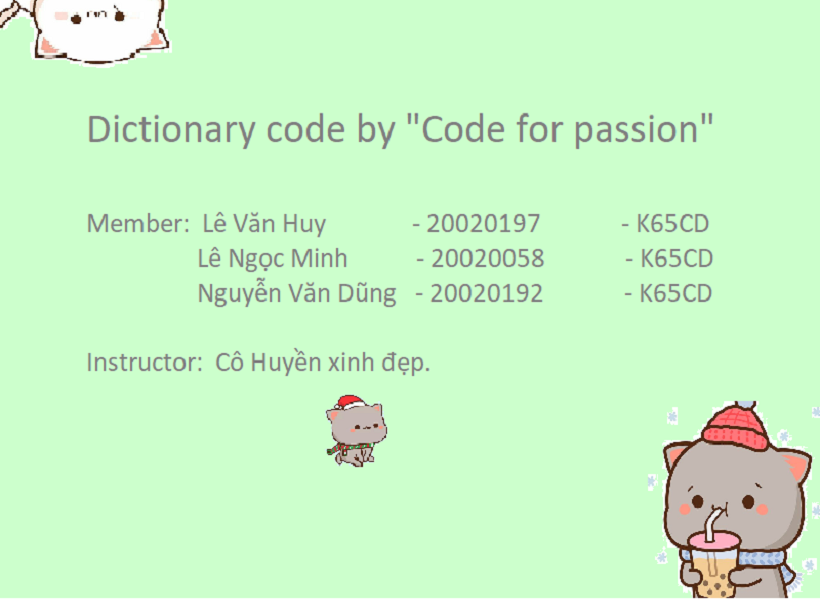 Dictionary code by "Code for passion"
Member: Lê Văn Huy - 20020197 - K65CD
Lê Ngọc Minh - 20020058 - K65CD
Nguyễn Văn Dũng - 20020192 - K65CD
Instructor: Cô Huyền xinh đẹp.